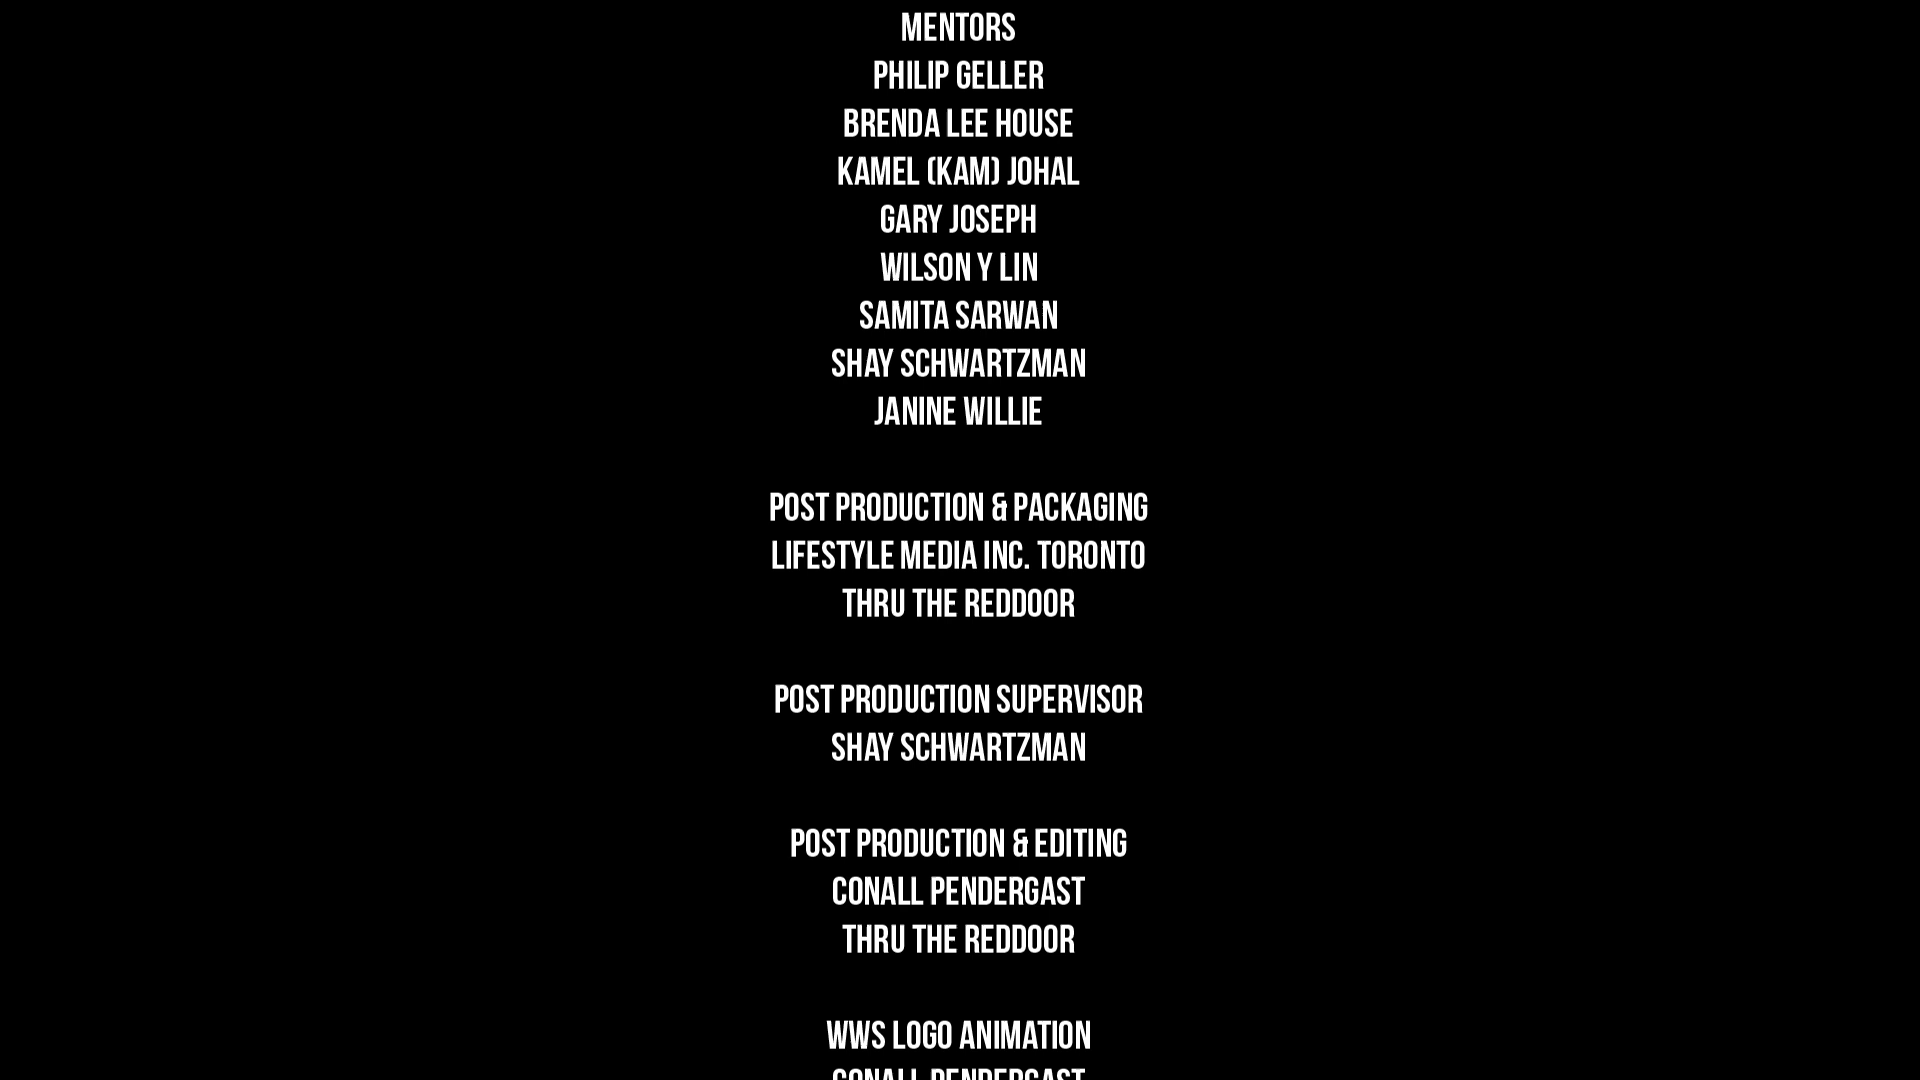 MENTORS
PHILIP GELLER
BRENDA LEE HOUSE
KAMEL (KAM) JOHAL
GARY JOSEPH
WILSON Y LIN
SAMITA SARWAN
SHAY SCHWARTZMAN
JANINE WILLIE
POST PRODUCTION & PACKAGING
LIFESTYLE MEDIA INC. TORONTO
THRU THE REDDOOR
POST PRODUCTION SUPERVISOR
SHAY SCHWARTZMAN
POST PRODUCTION & EDITING
CONALL PENDERGAST
THRU THE REDDOOR
WWS LOGO ANIMATION
CONALL PENDERGAST